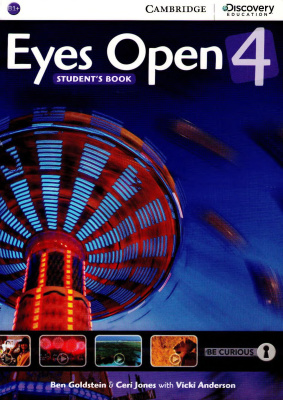 B1+
CAMBRIDGE
Discovery
EDUCATION
Eyes Open 4
STUDENT'S BOOK
BE CURIOUS
Ben Goldstein & Ceri Jones with Vicki Anderson